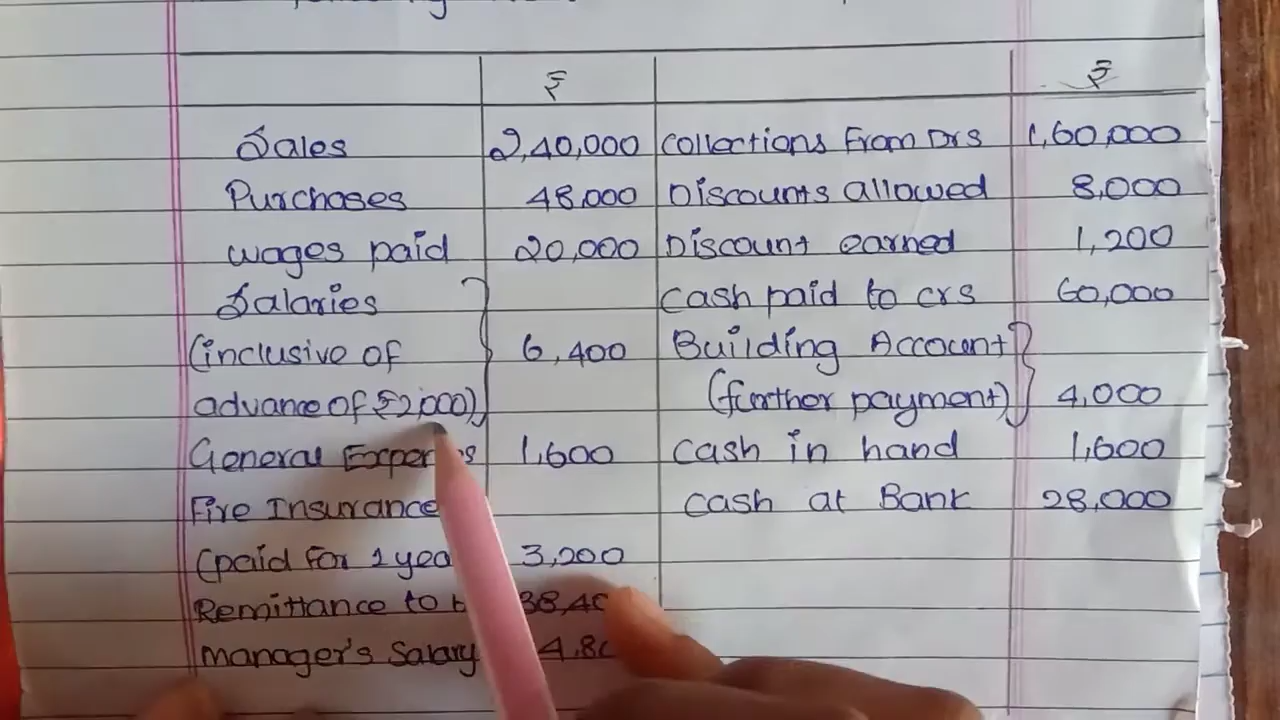 ₹ ₹
Sales 2,40,000 Collections From Drs 1,60,000
Purchases 48,000 Discounts allowed 8,000
wages paid 20,000 Discount earned 1,200
Salaries cash paid to crs 60,000
(inclusive of 6,400 Building Account
advance of ₹2,000) (further payment) 4,000
General 1,600 cash in hand 1,600
Fire Insurance cash at Bank 28,000
(paid for 1 3,200
Remittance to
Manager's Salary